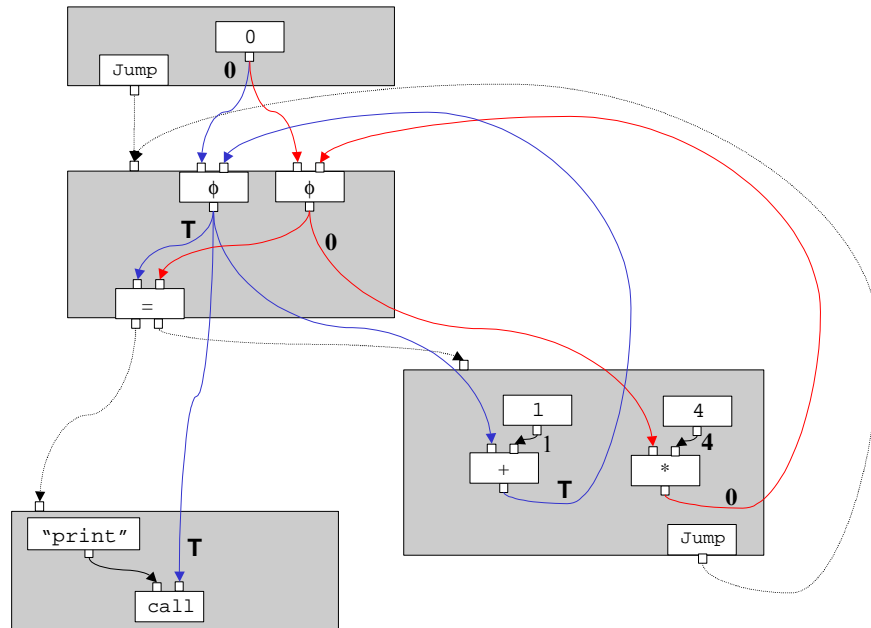 0
Jump
0
ϕ ϕ
T
0
=
1 4
1 4
+ *
T 0
"print"
T
Jump
call